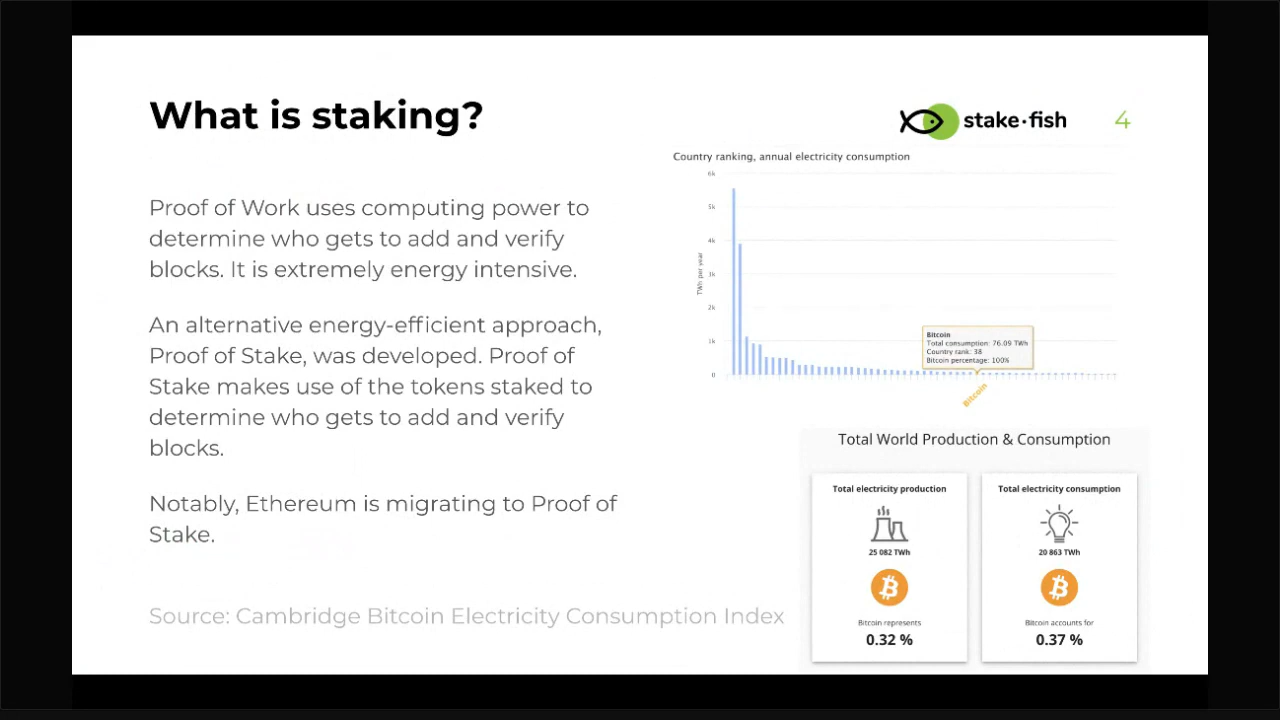 What is staking?
stake·fish
4
Proof of Work uses computing power to
determine who gets to add and verify
blocks. It is extremely energy intensive.
An alternative energy-efficient approach,
Proof of Stake, was developed. Proof of
Stake makes use of the tokens staked to
determine who gets to add and verify
blocks.
Notably, Ethereum is migrating to Proof of
Stake.
Source: Cambridge Bitcoin Electricity Consumption Index
Country ranking, annual electricity consumption
6k
5k
4k
3k
2k
1k
0
TWh per year
Bitcoin
Total consumption: 76.09 TWh
Country rank: 38
Bitcoin percentage: 100%
Bitcoin
Total World Production & Consumption
Total electricity production
25 082 TWh
Bitcoin represents
0.32 %
Total electricity consumption
20 863 TWh
Bitcoin accounts for
0.37 %